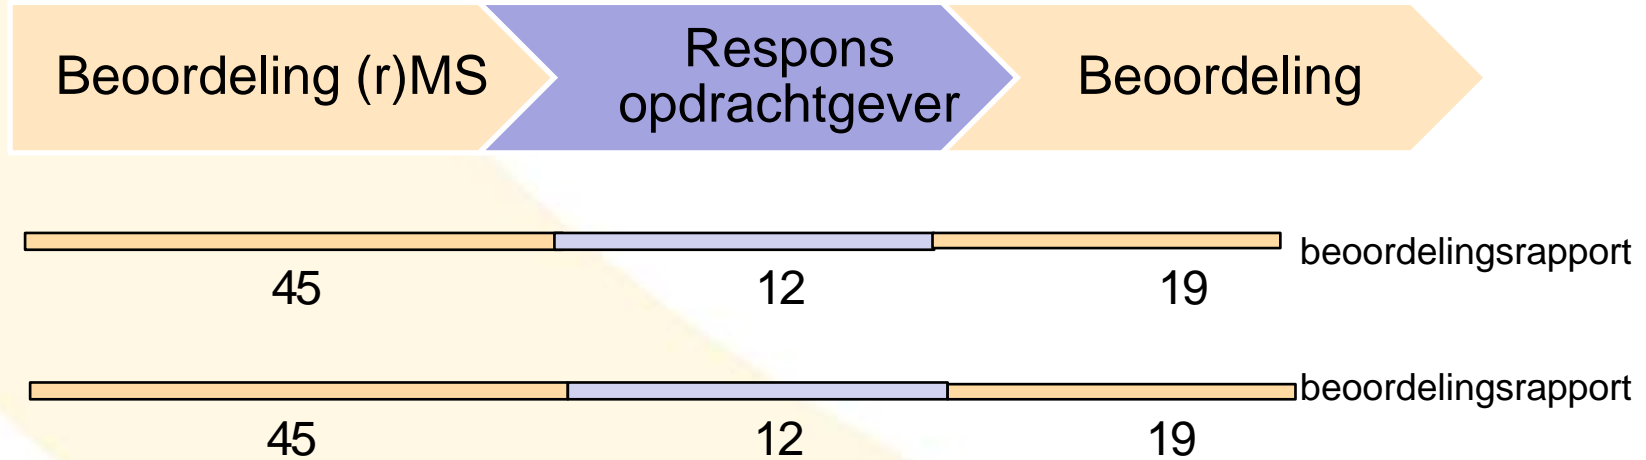 Beoordeling (r)MS
Respons
opdrachtgever
Beoordeling
beoordelingsrapport
45
12
19
beoordelingsrapport
45
12
19